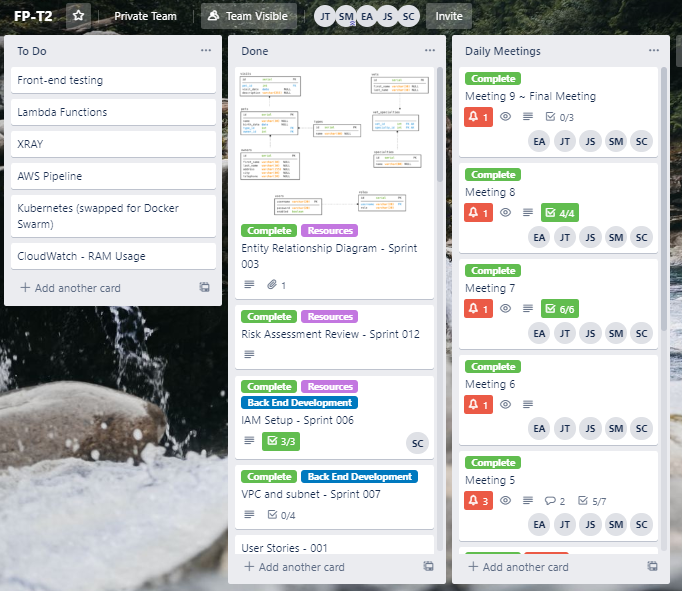 FP-T2
Private Team
Team Visible
JT SM EA JS SC
Invite
To Do
Front-end testing
Lambda Functions
XRAY
AWS Pipeline
Kubernetes (swapped for Docker
Swarm)
CloudWatch - RAM Usage
+ Add another card
Done
Complete Resources
Entity Relationship Diagram - Sprint
003
1
Complete Resources
Risk Assessment Review - Sprint 012
Complete Resources
Back End Development
IAM Setup - Sprint 006
3/3
SC
Complete Back End Development
VPC and subnet - Sprint 007
0/4
User Stories - 001
+ Add another card
Daily Meetings
Complete
Meeting 9 ~ Final Meeting
1 0/3
EA JT JS SM SC
Complete
Meeting 8
1 4/4
EA JT JS SM SC
Complete
Meeting 7
1 6/6
EA JT JS SM SC
Complete
Meeting 6
1
EA JT JS SM SC
Complete
Meeting 5
3 2 5/7
EA JT JS SM SC
+ Add another card